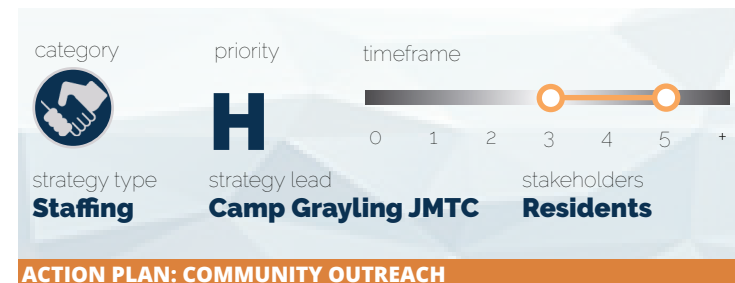 category priority timeframe
H
0 1 2 3 4 5 +
strategy type strategy lead stakeholders
Staffing Camp Grayling JMTC Residents
ACTION PLAN: COMMUNITY OUTREACH